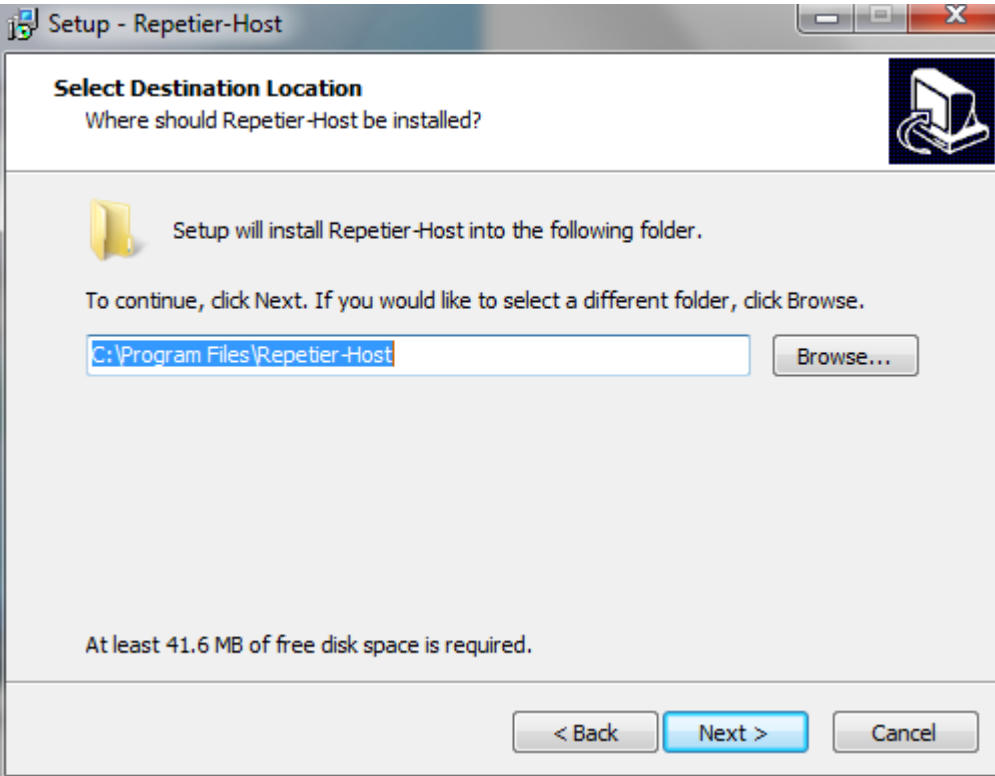 Setup - Repetier-Host
Select Destination Location
Where should Repetier-Host be installed?
Setup will install Repetier-Host into the following folder.
To continue, click Next. If you would like to select a different folder, click Browse.
C:\Program Files\Repetier-Host
Browse...
At least 41.6 MB of free disk space is required.
< Back
Next >
Cancel